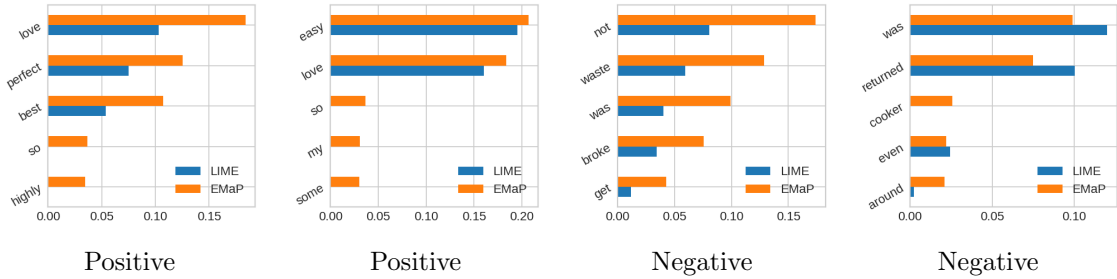 love
perfect
best
so
highly
LIME
EMaP
0.00 0.05 0.10 0.15
Positive
easy
love
so
my
some
LIME
EMaP
0.00 0.05 0.10 0.15 0.20
Positive
not
waste
was
broke
get
LIME
EMaP
0.00 0.05 0.10 0.15
Negative
was
returned
cooker
even
around
LIME
EMaP
0.00 0.05 0.10
Negative